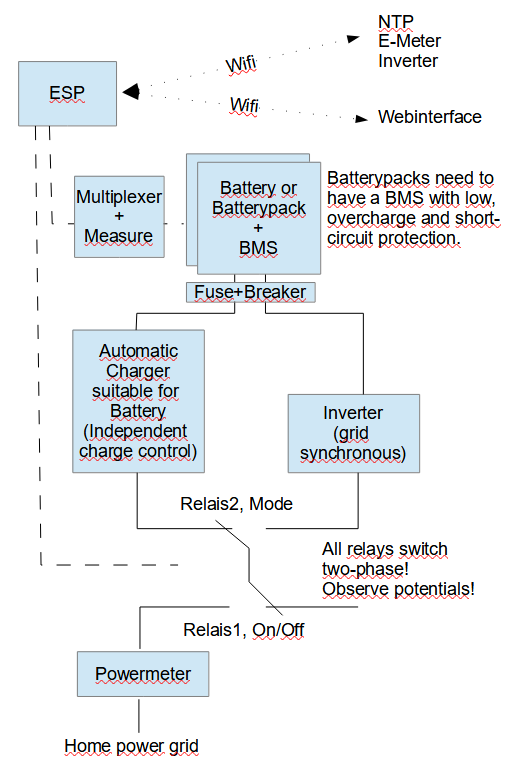 NTP
E-Meter
Inverter
Wifi
ESP
Wifi
Webinterface
Multiplexer
+
Measure
Battery or
Batterypack
+
BMS
Batterypacks need to
have a BMS with low,
overcharge and short-
circuit protection.
Fuse+Breaker
Automatic
Charger
suitable for
Battery
(Independent
charge control)
Inverter
(grid
synchronous)
Relais2, Mode
All relays switch
two-phase!
Observe potentials!
Relais1, On/Off
Powermeter
Home power grid